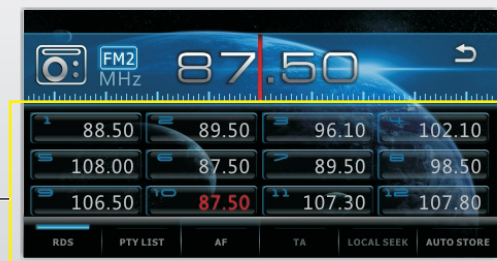 FM2
MHz
87.50
1 88.50 2 89.50 3 96.10 4 102.10
5 108.00 6 87.50 7 89.50 8 98.50
9 106.50 10 87.50 11 107.30 12 107.80
RDS PTY LIST AF TA LOCAL SEEK AUTO STORE